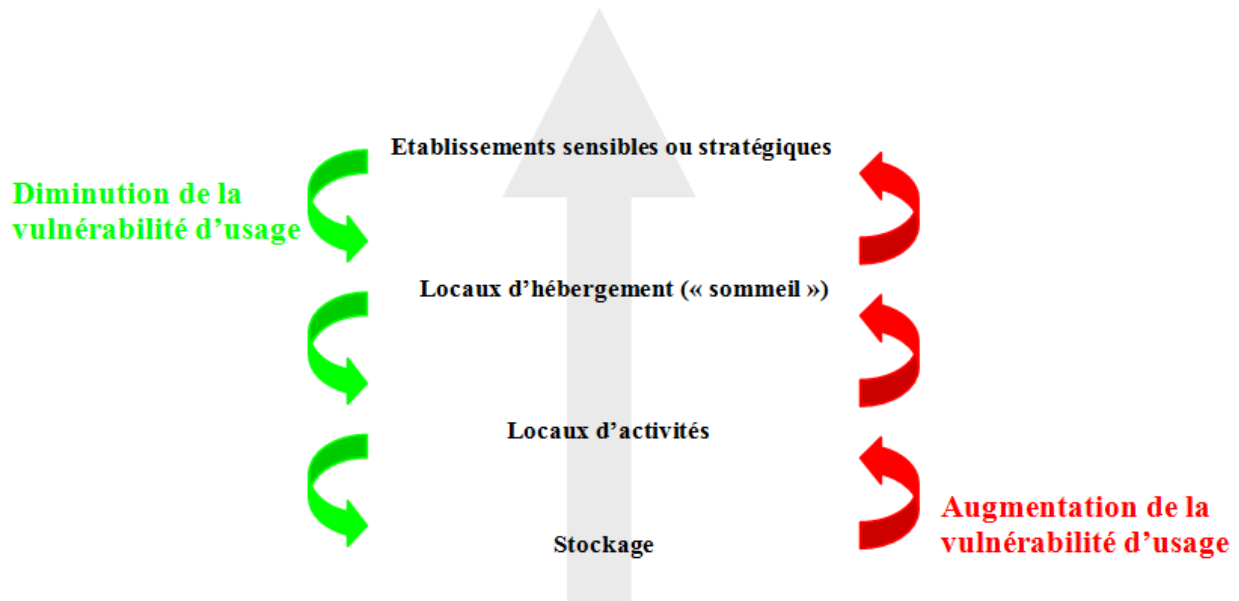 Etablissements sensibles ou stratégiques
Diminution de la
vulnérabilité d’usage
Locaux d’hébergement (« sommeil »)
Locaux d’activités
Augmentation de la
vulnérabilité d’usage
Stockage